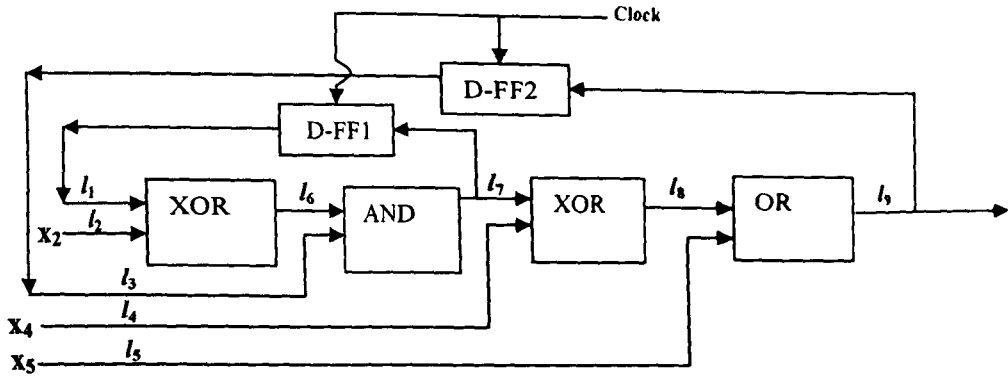 Clock
D-FF2
D-FF1
l1
XOR
l6
AND
l7
XOR
l8
OR
l9
X2
l2
l3
l4
X4
l5
X5